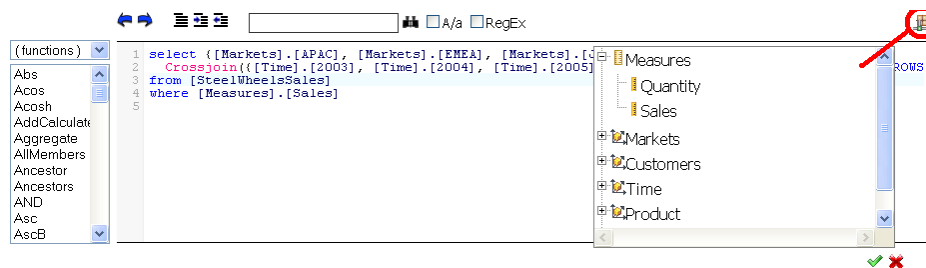 A/a RegEx
(functions)
Abs
Acos
Acosh
AddCalculate
Aggregate
AllMembers
Ancestor
Ancestors
AND
Asc
AscB
1 select {[Markets].[APAC], [Markets].[EMEA], [Markets].[J
2 Crossjoin({[Time].[2003], [Time].[2004], [Time].[2005] ROWS
3 from [SteelWheelsSales]
4 where [Measures].[Sales]
5
Measures
Quantity
Sales
Markets
Customers
Time
Product